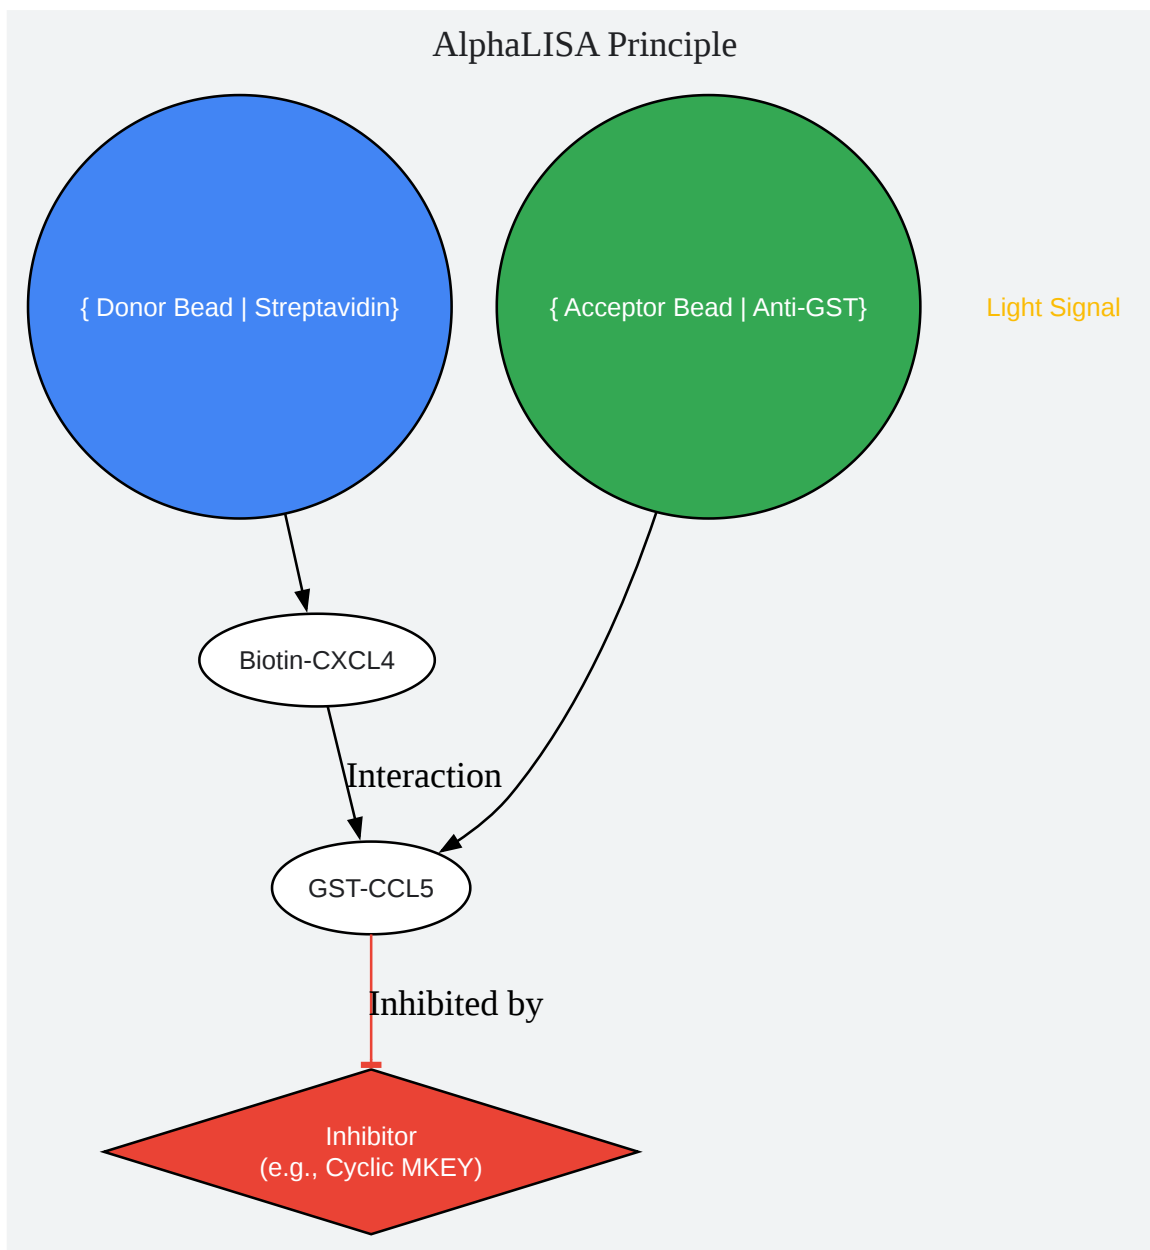 AlphaLISA Principle
{ Donor Bead | Streptavidin}
{ Acceptor Bead | Anti-GST}
Light Signal
Biotin-CXCL4
Interaction
GST-CCL5
Inhibited by
Inhibitor
(e.g., Cyclic MKEY)